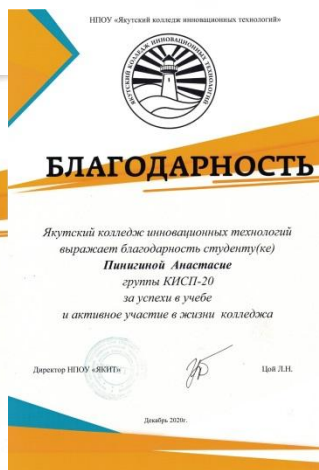 НПОУ «Якутский колледж инновационных технологий»
ЯКУТСКИЙ КОЛЛЕДЖ ИННОВАЦИОННЫХ ТЕХНОЛОГИЙ
БЛАГОДАРНОСТЬ
Якутский колледж инновационных технологий
выражает благодарность студенту(ке)
Пинигиной Анастасие
группы КИСП-20
за успехи в учебе
и активное участие в жизни колледжа
Директор НПОУ «ЯКИТ»
Цой Л.Н.
Декабрь 2020г.